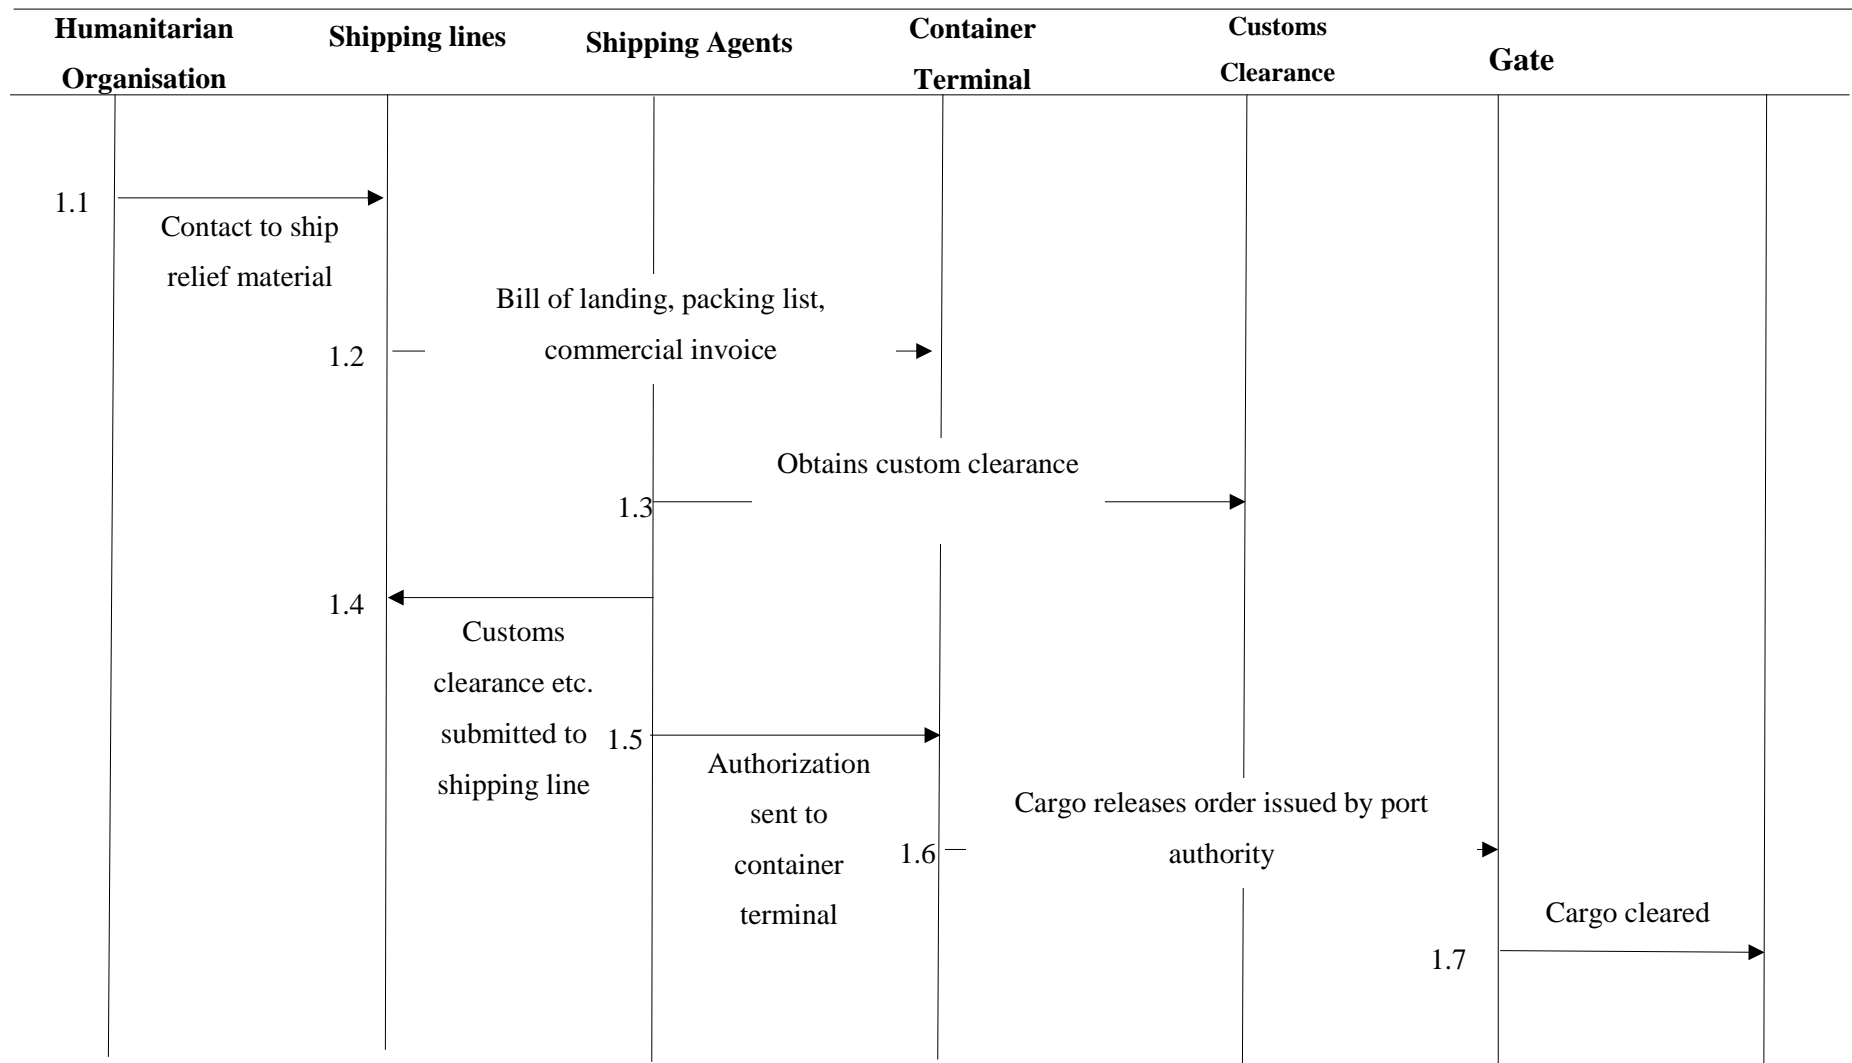 Humanitarian
Organisation
Shipping lines
Shipping Agents
Container
Terminal
Customs
Clearance
Gate
1.1
Contact to ship
relief material
Bill of landing, packing list,
commercial invoice
1.2
Obtains custom clearance
1.3
1.4
Customs
clearance etc.
submitted to
shipping line
1.5
Authorization
sent to
container
terminal
Cargo releases order issued by port
authority
1.6
Cargo cleared
1.7